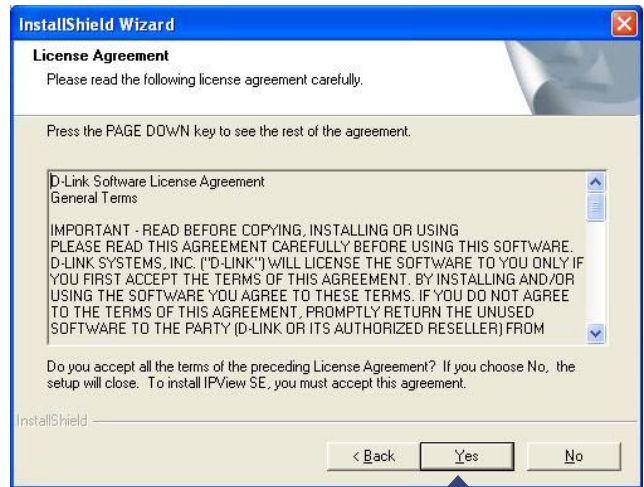 InstallShield Wizard
License Agreement
Please read the following license agreement carefully.
Press the PAGE DOWN key to see the rest of the agreement.
D-Link Software License Agreement
General Terms
IMPORTANT - READ BEFORE COPYING, INSTALLING OR USING
PLEASE READ THIS AGREEMENT CAREFULLY BEFORE USING THIS SOFTWARE.
D-LINK SYSTEMS, INC. ("D-LINK") WILL LICENSE THE SOFTWARE TO YOU ONLY IF
YOU FIRST ACCEPT THE TERMS OF THIS AGREEMENT. BY INSTALLING AND/OR
USING THE SOFTWARE YOU AGREE TO THESE TERMS. IF YOU DO NOT AGREE
TO THE TERMS OF THIS AGREEMENT, PROMPTLY RETURN THE UNUSED
SOFTWARE TO THE PARTY (D-LINK OR ITS AUTHORIZED RESELLER) FROM
Do you accept all the terms of the preceding License Agreement? If you choose No, the
setup will close. To install IPView SE, you must accept this agreement.
InstallShield
< Back Yes No